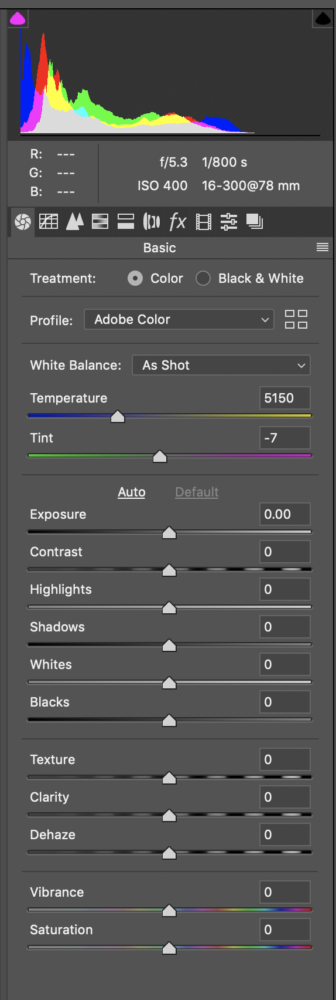 R: ---
G: ---
B: ---
f/5.3 1/800 s
ISO 400 16-300@78 mm
fx
Basic
Treatment: Color Black & White
Profile: Adobe Color
White Balance: As Shot
Temperature 5150
Tint -7
Auto Default
Exposure 0.00
Contrast 0
Highlights 0
Shadows 0
Whites 0
Blacks 0
Texture 0
Clarity 0
Dehaze 0
Vibrance 0
Saturation 0